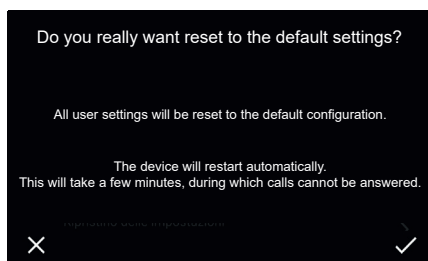 Do you really want reset to the default settings?
All user settings will be reset to the default configuration.
The device will restart automatically.
This will take a few minutes, during which calls cannot be answered.